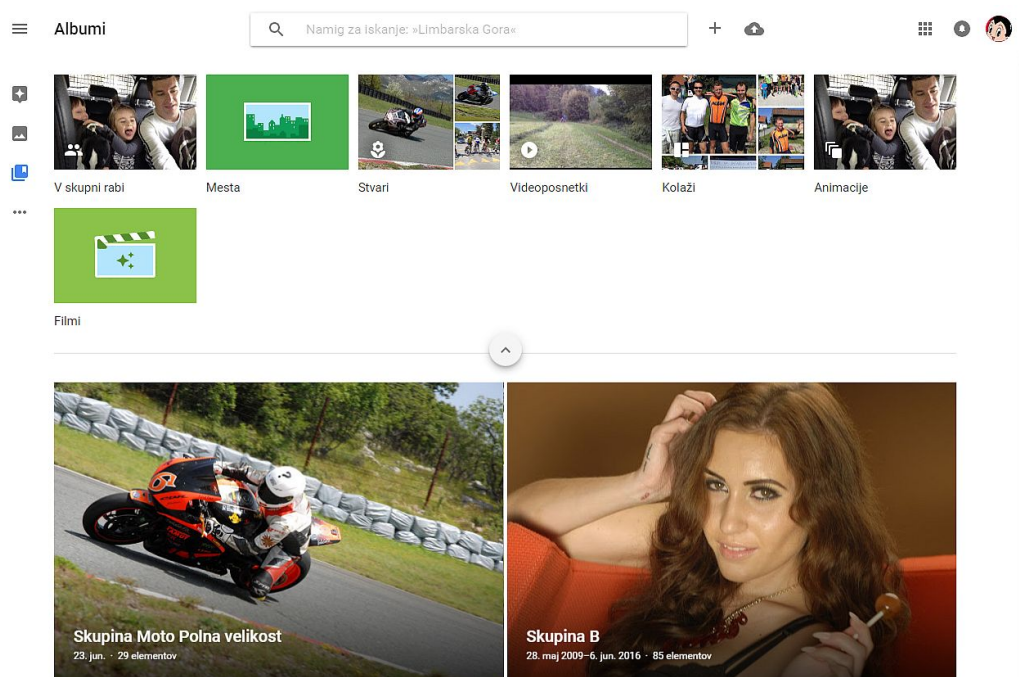 Albumi
Namig za iskanje: »Limbarska Gora«
V skupni rabi
Mesta
Stvari
Videoposnetki
Kolaži
Animacije
Filmi
Skupina Moto Polna velikost
23. jun. · 29 elementov
Skupina B
28. maj 2009–6. jun. 2016 · 85 elementov